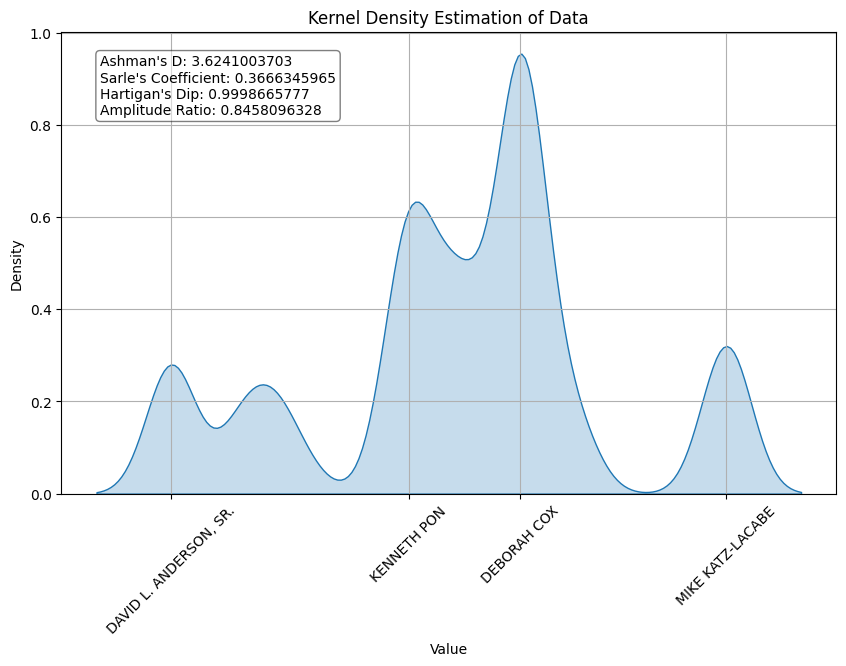 Kernel Density Estimation of Data
Ashman's D: 3.6241003703
Sarle's Coefficient: 0.3666345965
Hartigan's Dip: 0.9998665777
Amplitude Ratio: 0.8458096328
1.0
0.8
0.6
0.4
0.2
0.0
Density
DAVID L. ANDERSON, SR.
KENNETH PON
DEBORAH COX
MIKE KATZ-LACABE
Value